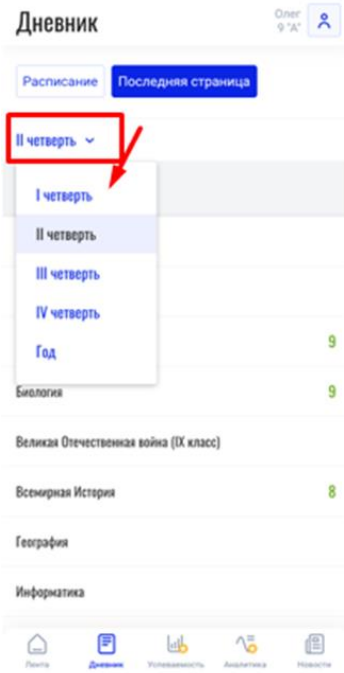 Дневник
Олег
9 "А"
Расписание
Последняя страница
II четверть
I четверть
II четверть
III четверть
IV четверть
Год
9
Биология
9
Великая Отечественная война (IX класс)
Всемирная История
8
География
Информатика
Лента
Дневник
Успеваемость
Аналитика
Новости